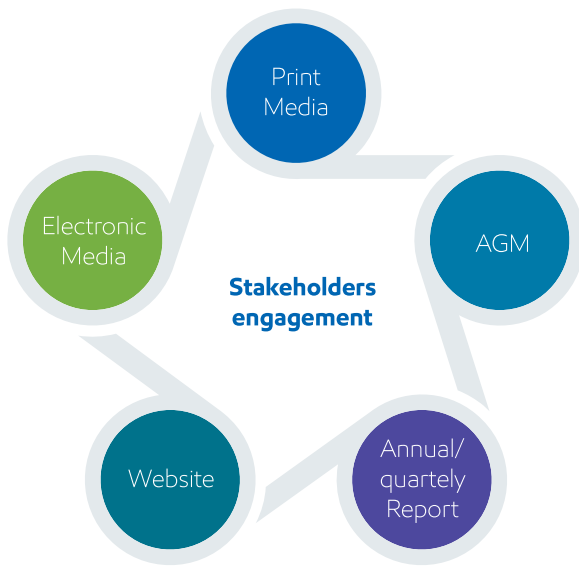 Print
Media
AGM
Annual/
quartely
Report
Website
Electronic
Media
Stakeholders
engagement